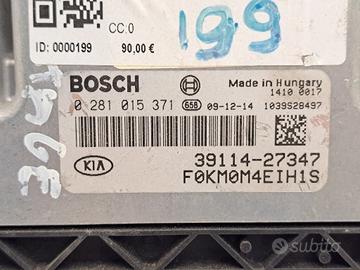 CC:0
ID: 0000199
90,00 €
199
BOSCH
Made in Hungary
1410 0017
0 281 015 371
658
09-12-14
1039S28497
KIA
39114-27347
F0KM0M4EIH1S
subito